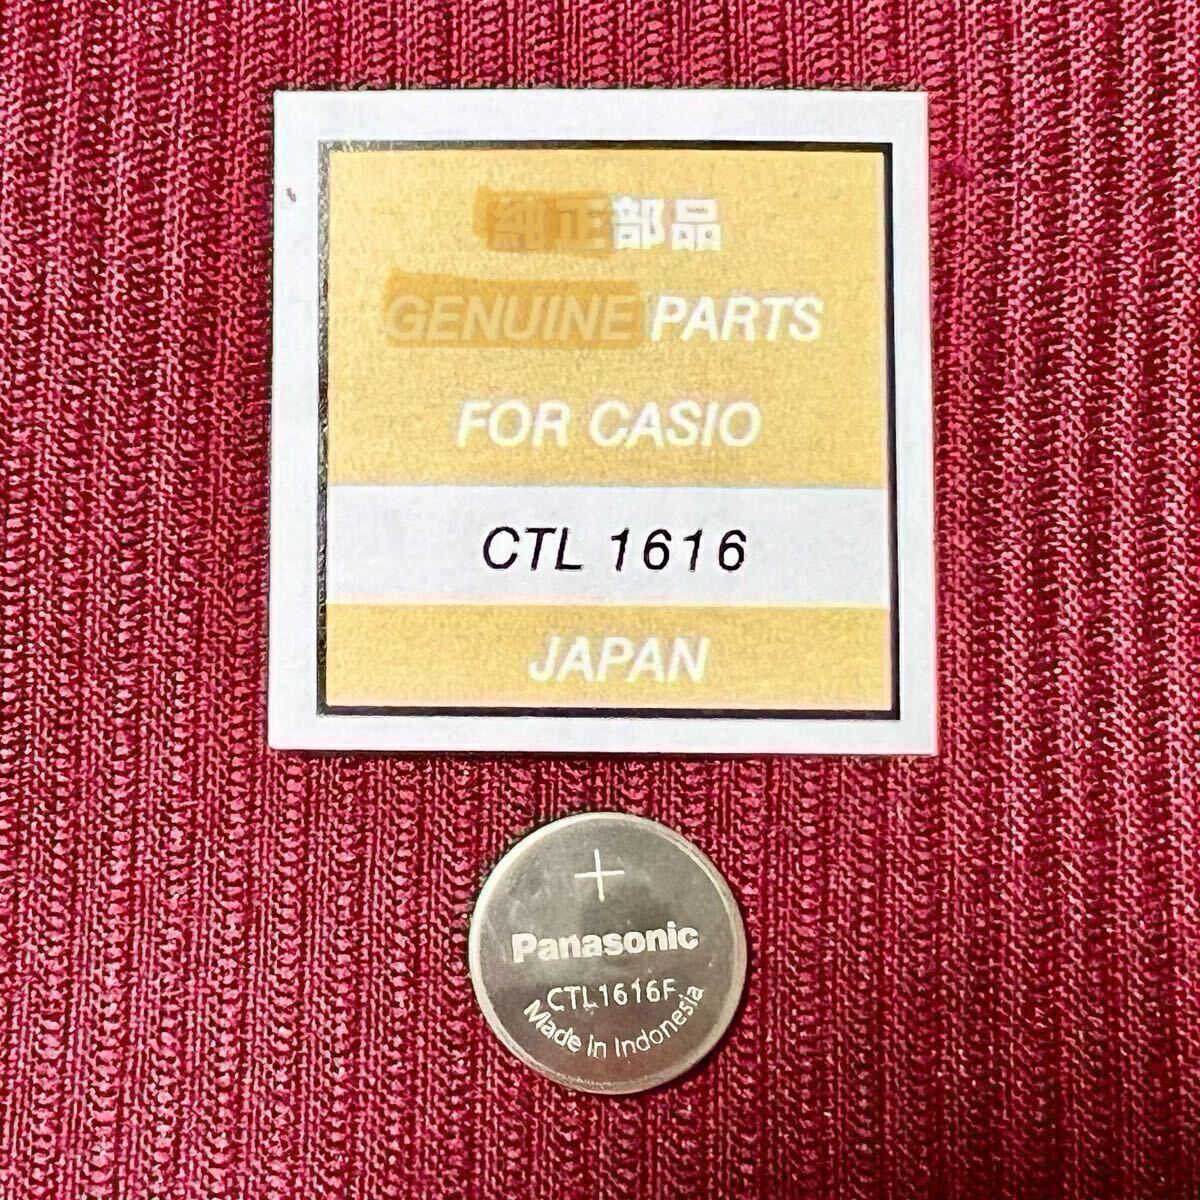 純正部品
GENUINE PARTS
FOR CASIO
CTL 1616
JAPAN
+
Panasonic
CTL1616F
Made in Indonesia